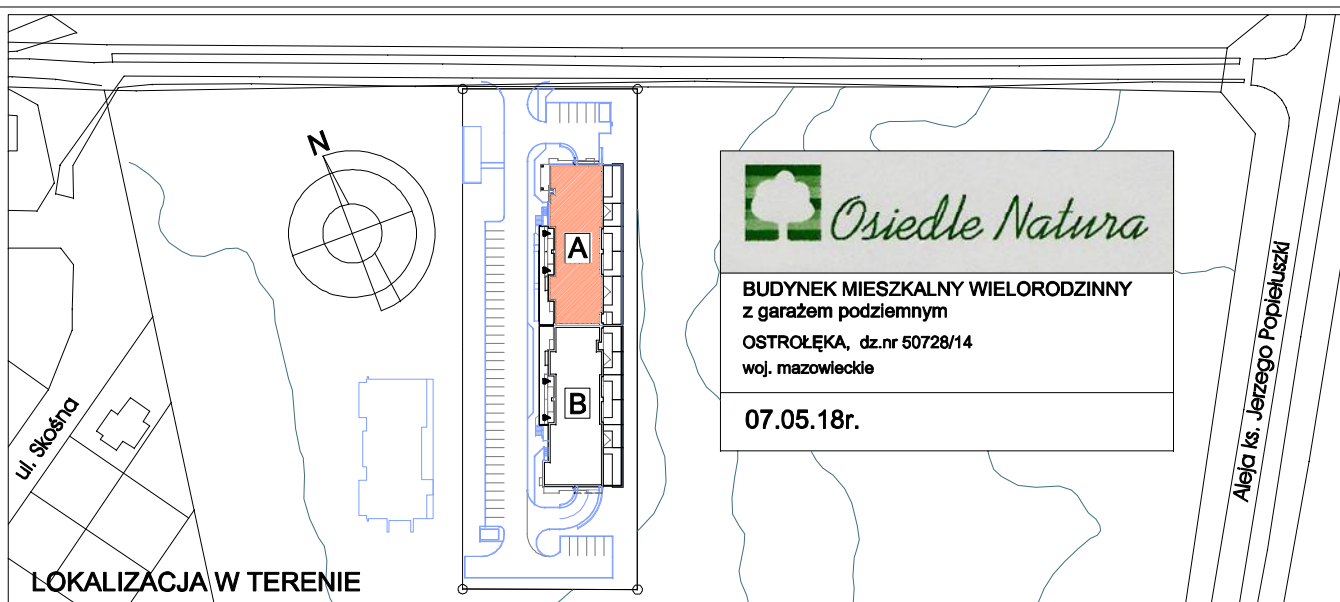 N
A
B
Osiedle Natura
BUDYNEK MIESZKALNY WIELORODZINNY
z garażem podziemnym
OSTROŁĘKA, dz.nr 50728/14
woj. mazowieckie
07.05.18r.
ul. Skośna
Aleja ks. Jerzego Popiełuszki
LOKALIZACJA W TERENIE